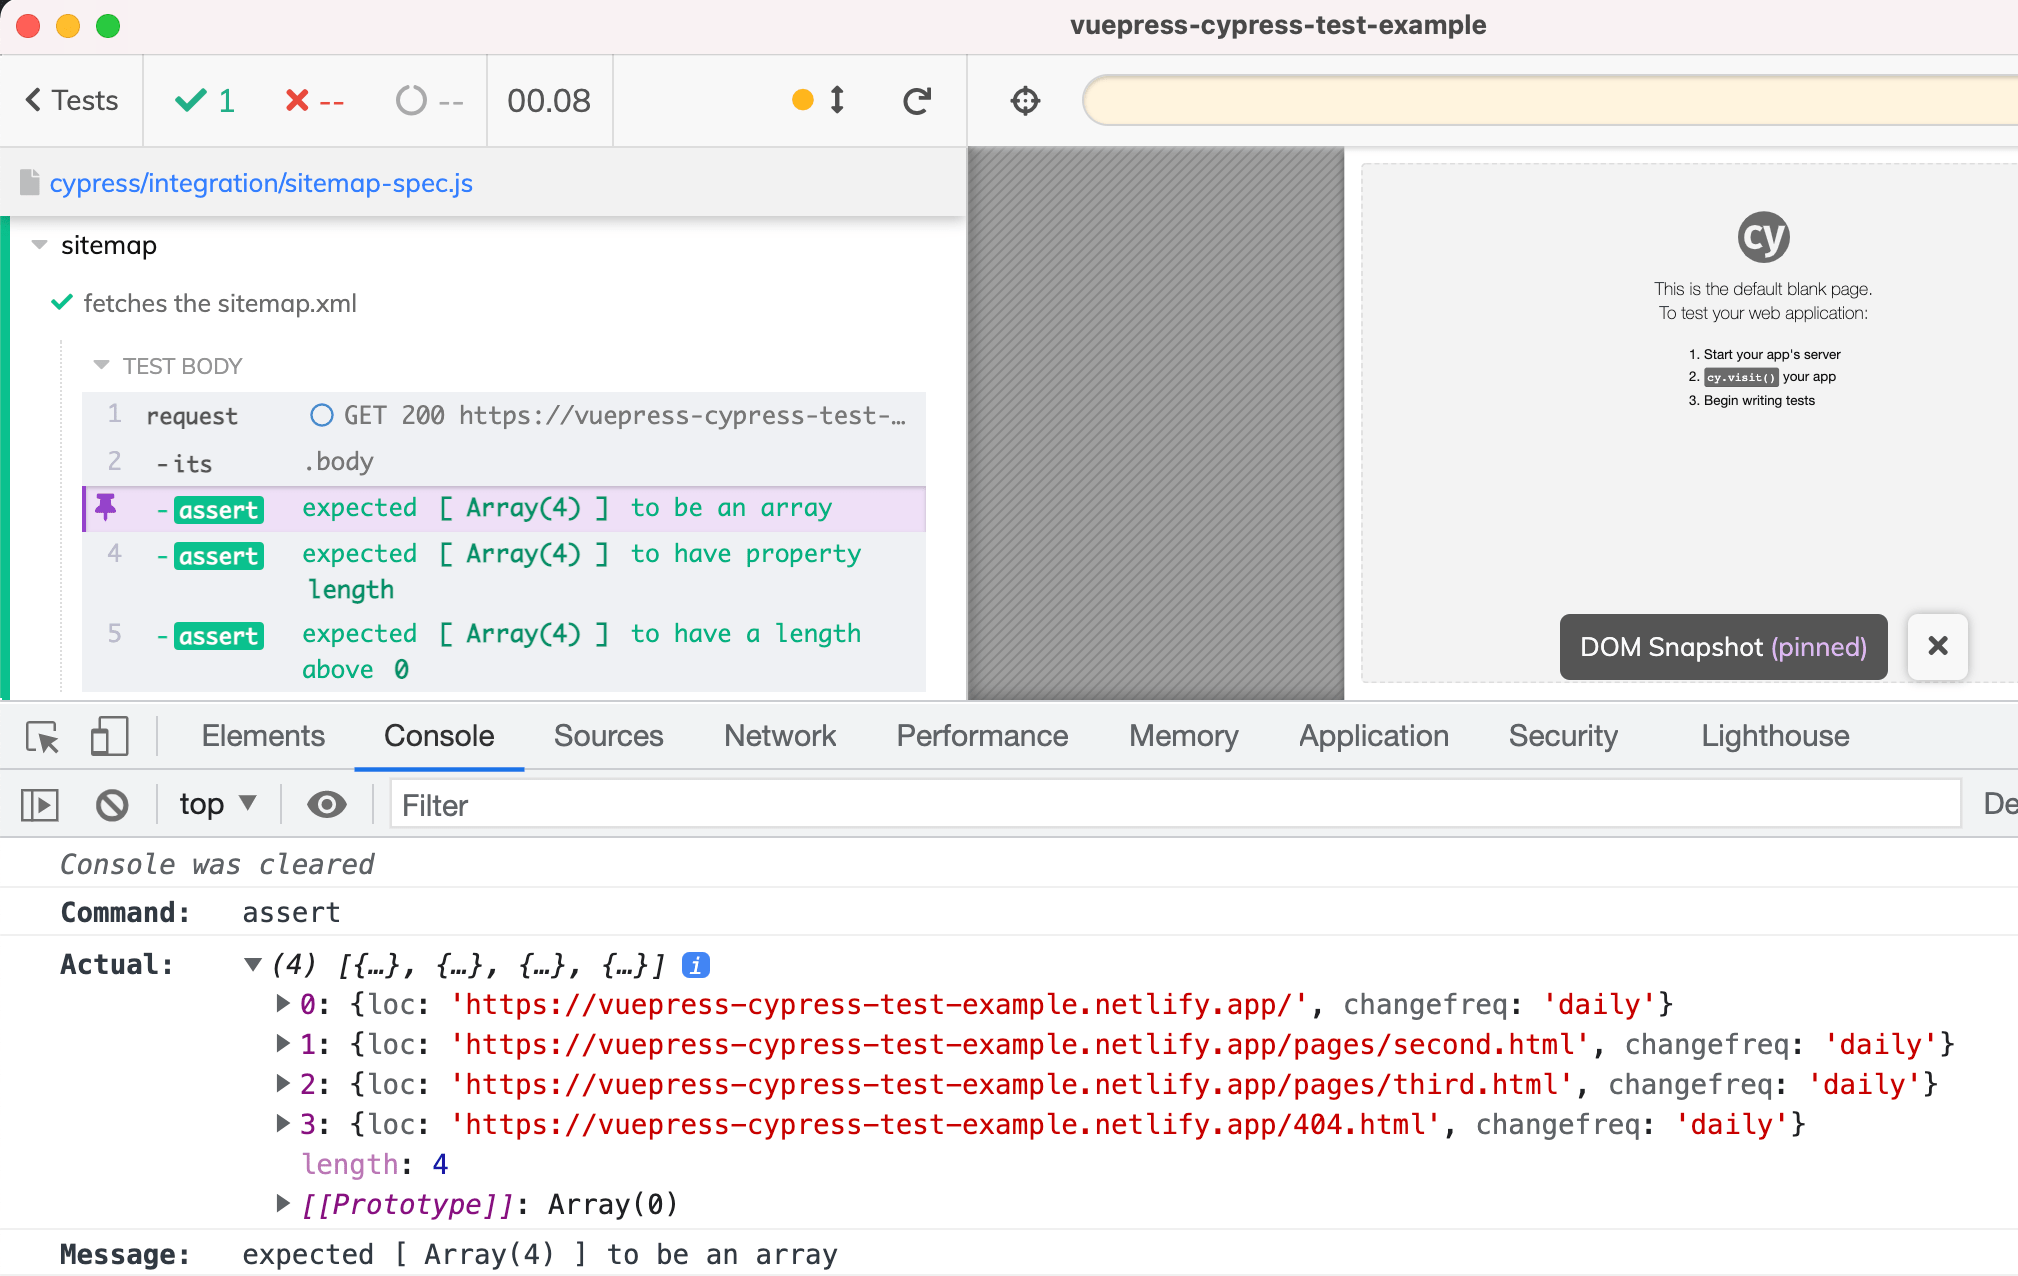 vuepress-cypress-test-example
Tests
1
--
--
00.08
cypress/integration/sitemap-spec.js
sitemap
fetches the sitemap.xml
TEST BODY
1 request GET 200 https://vuepress-cypress-test-…
2 -its .body
-assert expected [ Array(4) ] to be an array
4 -assert expected [ Array(4) ] to have property
length
5 -assert expected [ Array(4) ] to have a length
above 0
cy
This is the default blank page.
To test your web application:
1. Start your app's server
2. cy.visit() your app
3. Begin writing tests
DOM Snapshot (pinned)
Elements Console Sources Network Performance Memory Application Security Lighthouse
top Filter De
Console was cleared
Command: assert
Actual: (4) [{…}, {…}, {…}, {…}] i
0: {loc: 'https://vuepress-cypress-test-example.netlify.app/', changefreq: 'daily'}
1: {loc: 'https://vuepress-cypress-test-example.netlify.app/pages/second.html', changefreq: 'daily'}
2: {loc: 'https://vuepress-cypress-test-example.netlify.app/pages/third.html', changefreq: 'daily'}
3: {loc: 'https://vuepress-cypress-test-example.netlify.app/404.html', changefreq: 'daily'}
length: 4
[[Prototype]]: Array(0)
Message: expected [ Array(4) ] to be an array